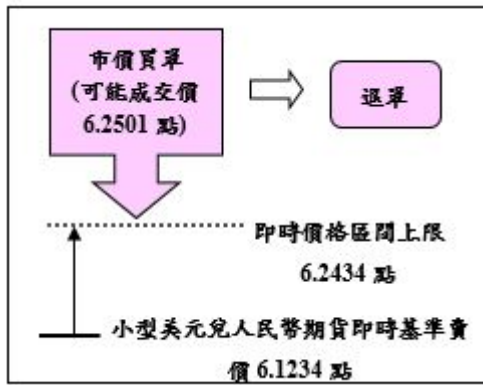 市價買單
(可能成交價
6.2501 點)
退單
即時價格區間上限
6.2434 點
小型美元兌人民幣期貨即時基準賣
價 6.1234 點